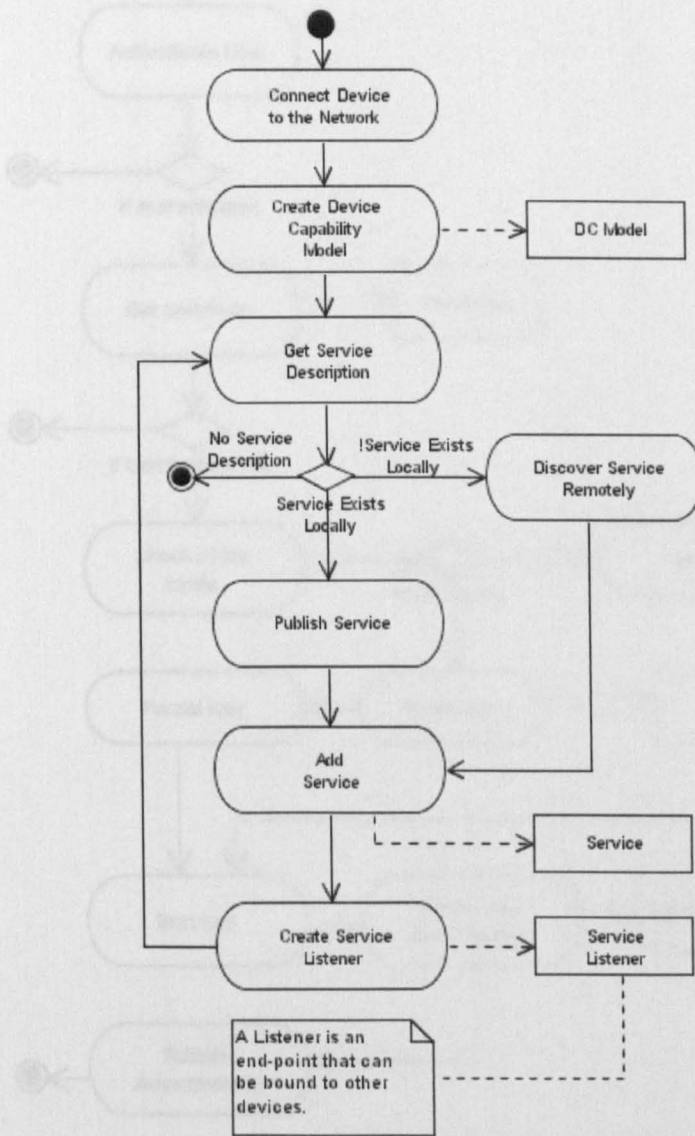 Connect Device
to the Network
Create Device
Capability
Model
DC Model
Get Service
Description
No Service
Description
!Service Exists
Locally
Service Exists
Locally
Discover Service
Remotely
Publish Service
Add
Service
Service
Create Service
Listener
Service
Listener
A Listener is an
end-point that can
be bound to other
devices.